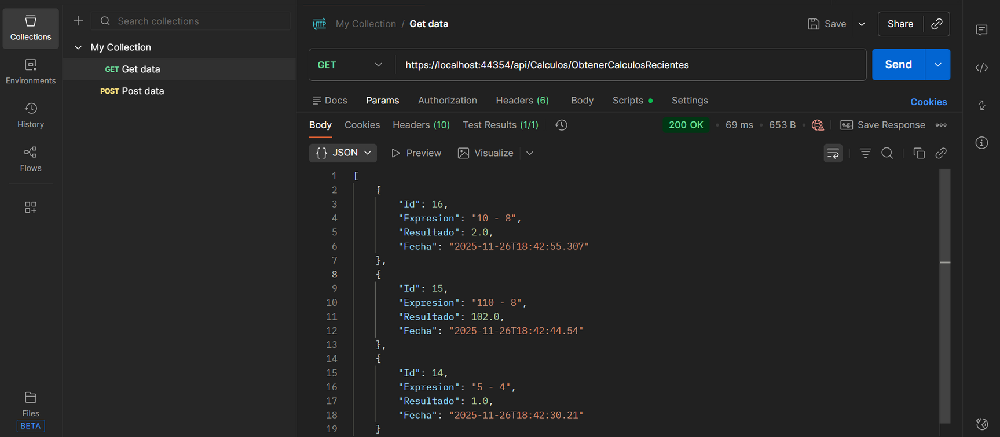 Collections
Environments
History
Flows
Files
BETA
Search collections
My Collection
GET Get data
POST Post data
HTTP My Collection / Get data
Save
Share
GET https://localhost:44354/api/Calculos/ObtenerCalculosRecientes
Send
Docs Params Authorization Headers (6) Body Scripts Settings
Cookies
Body Cookies Headers (10) Test Results (1/1)
200 OK • 69 ms • 653 B • e.g. Save Response
{} JSON Preview Visualize
1 [
2 {
3 "Id": 16,
4 "Expresion": "10 - 8",
5 "Resultado": 2.0,
6 "Fecha": "2025-11-26T18:42:55.307"
7 },
8 {
9 "Id": 15,
10 "Expresion": "110 - 8",
11 "Resultado": 102.0,
12 "Fecha": "2025-11-26T18:42:44.54"
13 },
14 {
15 "Id": 14,
16 "Expresion": "5 - 4",
17 "Resultado": 1.0,
18 "Fecha": "2025-11-26T18:42:30.21"
19 }